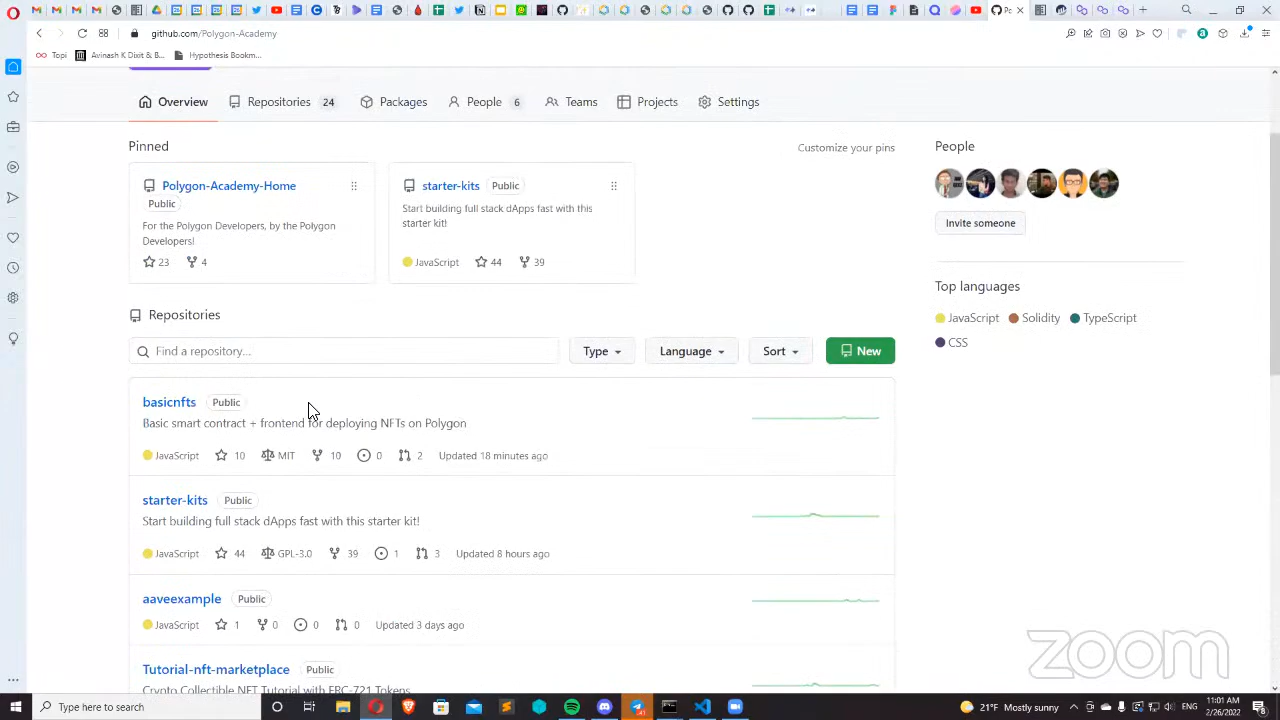 Pc
github.com/Polygon-Academy
Topi
Avinash K Dixit & B...
Hypothesis Bookm...
Overview
Repositories 24
Packages
People 6
Teams
Projects
Settings
Pinned
Customize your pins
Polygon-Academy-Home
Public
For the Polygon Developers, by the Polygon
Developers!
23 4
starter-kits Public
Start building full stack dApps fast with this
starter kit!
JavaScript 44 39
People
Invite someone
Top languages
JavaScript Solidity TypeScript
CSS
Repositories
Find a repository...
Type
Language
Sort
New
basicnfts Public
Basic smart contract + frontend for deploying NFTs on Polygon
JavaScript 10 MIT 10 0 2 Updated 18 minutes ago
starter-kits Public
Start building full stack dApps fast with this starter kit!
JavaScript 44 GPL-3.0 39 1 3 Updated 8 hours ago
aaveexample Public
JavaScript 1 0 0 0 Updated 3 days ago
Tutorial-nft-marketplace Public
Crypto Collectible NFT Tutorial with ERC-721 Tokens
zoom
Type here to search
21°F Mostly sunny
11:01 AM
2/26/2022